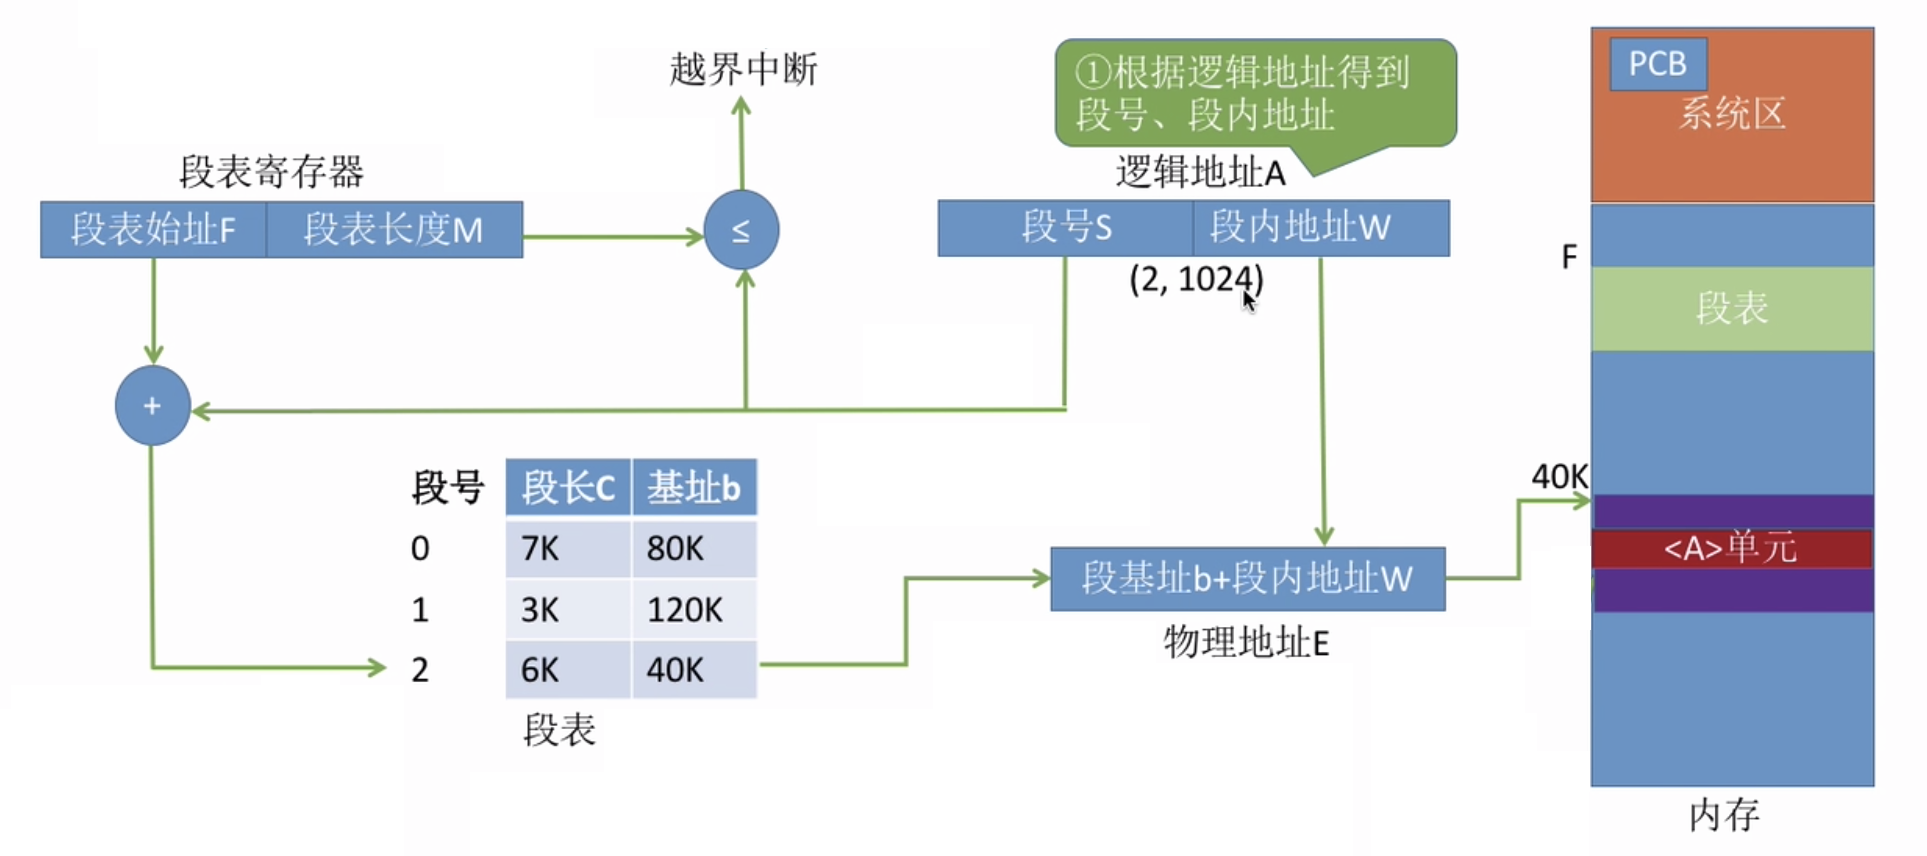 越界中断
①根据逻辑地址得到
段号、段内地址
PCB
系统区
段表寄存器
逻辑地址A
段表始址F 段表长度M
≤
段号S 段内地址W
(2, 1024)
F
段表
+
段号 段长C 基址b
0 7K 80K
1 3K 120K
2 6K 40K
段表
40K
<A>单元
段基址b+段内地址W
物理地址E
内存